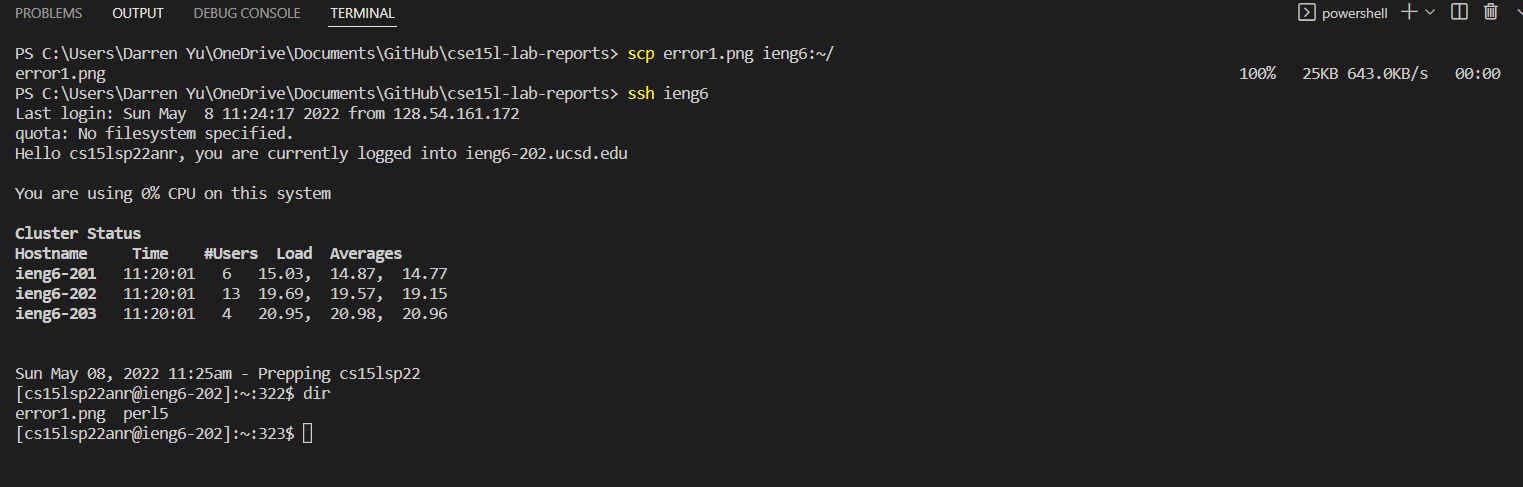 PROBLEMS OUTPUT DEBUG CONSOLE TERMINAL powershell
PS C:\Users\Darren Yu\OneDrive\Documents\GitHub\cse15l-lab-reports> scp error1.png ieng6:~/
error1.png 100% 25KB 643.0KB/s 00:00
PS C:\Users\Darren Yu\OneDrive\Documents\GitHub\cse15l-lab-reports> ssh ieng6
Last login: Sun May  8 11:24:17 2022 from 128.54.161.172
quota: No filesystem specified.
Hello cs15lsp22anr, you are currently logged into ieng6-202.ucsd.edu
You are using 0% CPU on this system
Cluster Status
Hostname     Time    #Users  Load  Averages
ieng6-201   11:20:01   6   15.03,  14.87,  14.77
ieng6-202   11:20:01   13  19.69,  19.57,  19.15
ieng6-203   11:20:01   4   20.95,  20.98,  20.96
Sun May 08, 2022 11:25am - Prepping cs15lsp22
[cs15lsp22anr@ieng6-202]:~:322$ dir
error1.png  perl5
[cs15lsp22anr@ieng6-202]:~:323$